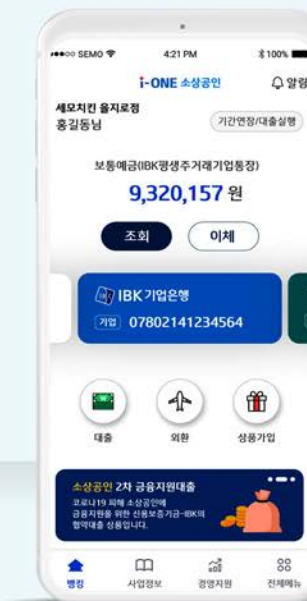 SEMO
4:21 PM
100%
i-ONE 소상공인
알림
세모치킨 을지로점
홍길동님
기간연장/대출실행
보통예금(IBK평생주거래기업통장)
9,320,157 원
조회
이체
IBK 기업은행
기업 07802141234564
대출
외환
상품가입
소상공인 2차 금융지원대출
코로나19 피해 소상공인에
금융지원을 위한 신용보증기금-IBK의
협약대출 상품입니다.
뱅킹
사업정보
경영지원
전체메뉴